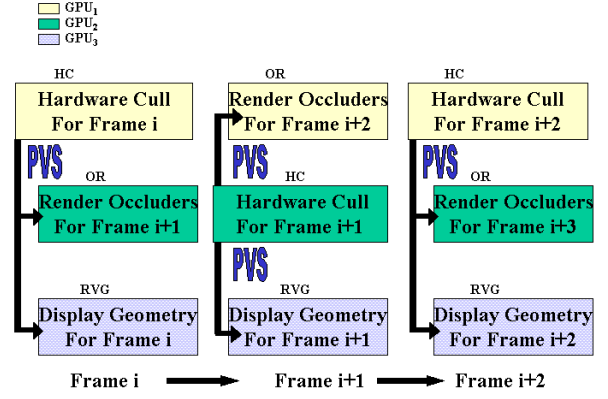 GPU1
GPU2
GPU3
HC
Hardware Cull
For Frame i
PVS
OR
Render Occluders
For Frame i+1
RVG
Display Geometry
For Frame i
OR
Render Occluders
For Frame i+2
PVS
HC
Hardware Cull
For Frame i+1
PVS
RVG
Display Geometry
For Frame i+1
HC
Hardware Cull
For Frame i+2
PVS
OR
Render Occluders
For Frame i+3
RVG
Display Geometry
For Frame i+2
Frame i
Frame i+1
Frame i+2